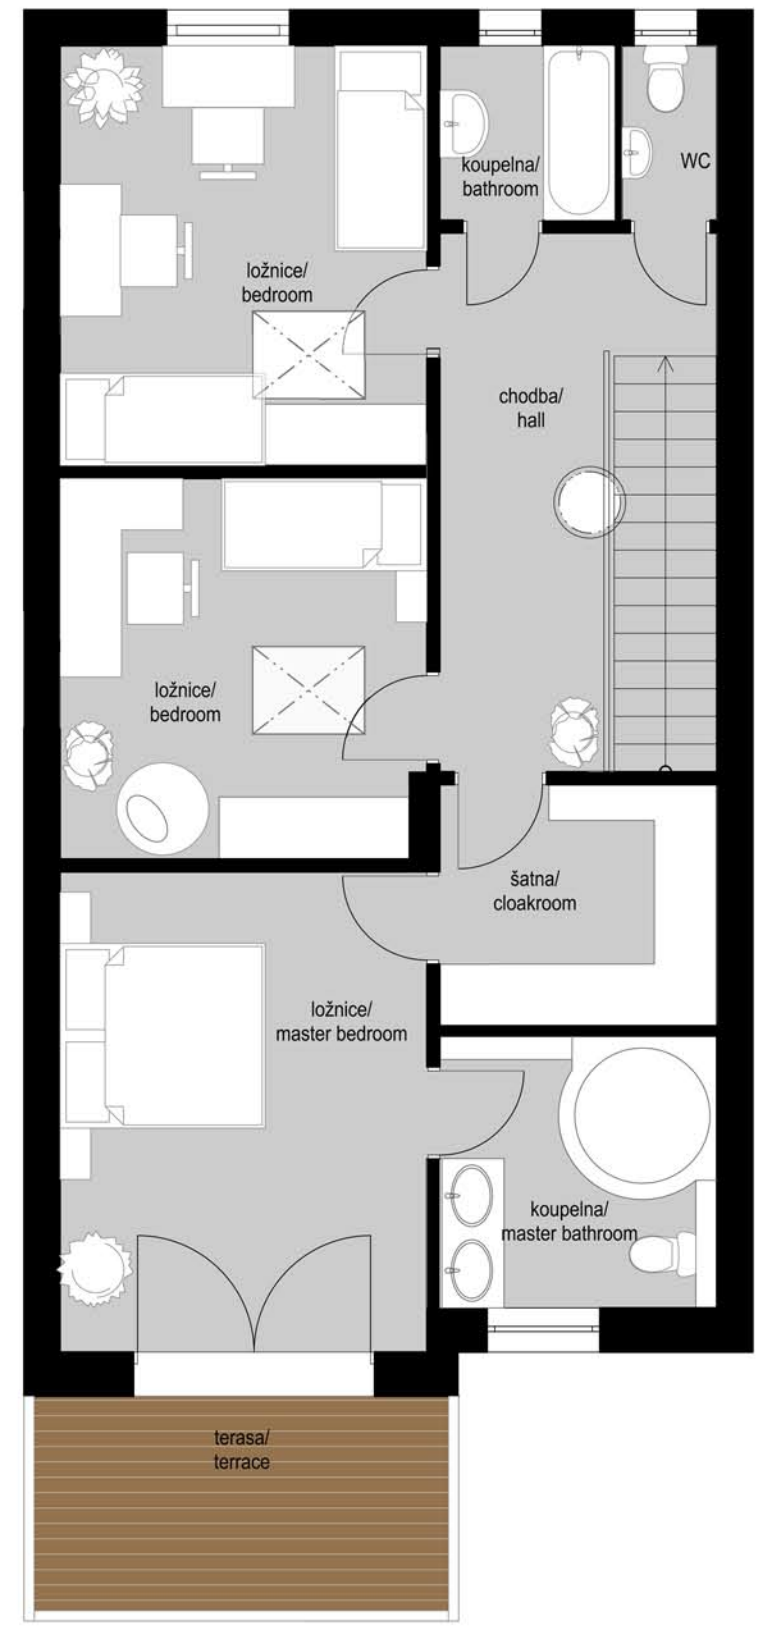 koupelna/
bathroom
WC
ložnice/
bedroom
chodba/
hall
ložnice/
bedroom
šatna/
cloakroom
ložnice/
master bedroom
koupelna/
master bathroom
terasa/
terrace